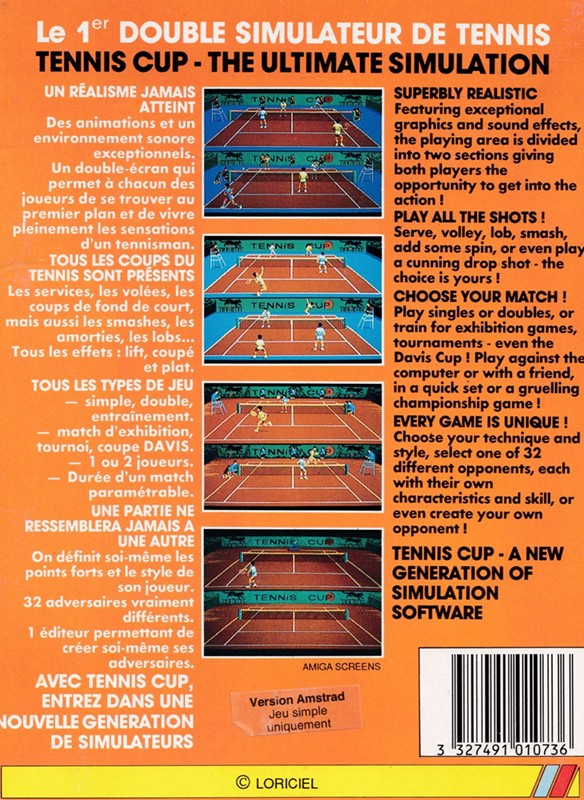 Le 1er DOUBLE SIMULATEUR DE TENNIS
TENNIS CUP - THE ULTIMATE SIMULATION
UN RÉALISME JAMAIS
ATTEINT
Des animations et un
environnement sonore
exceptionnels.
Un double-écran qui
permet à chacun des
joueurs de se trouver au
premier plan et de vivre
pleinement les sensations
d'un tennisman.
TOUS LES COUPS DU
TENNIS SONT PRÉSENTS
Les services, les volées, les
coups de fond de court,
mais aussi les smashes, les
amorties, les lobs...
Tous les effets : lift, coupé
et plat.
TOUS LES TYPES DE JEU
— simple, double,
entraînement.
— match d'exhibition,
tournoi, coupe DAVIS.
— 1 ou 2 joueurs.
— Durée d'un match
paramétrable.
UNE PARTIE NE
RESSEMBLERA JAMAIS A
UNE AUTRE
On définit soi-même les
points forts et le style de
son joueur.
32 adversaires vraiment
différents.
1 éditeur permettant de
créer soi-même ses
adversaires.
AVEC TENNIS CUP,
ENTREZ DANS UNE
NOUVELLE GENERATION
DE SIMULATEURS
TENNIS CUP
TENNIS CUP
TENNIS CUP
TENNIS CUP
TENNIS CUP
TENNIS CUP
TENNIS CUP
TENNIS CUP
AMIGA SCREENS
Version Amstrad
Jeu simple
uniquement
SUPERBLY REALISTIC
Featuring exceptional
graphics and sound effects,
the playing area is divided
into two sections giving
both players the
opportunity to get into the
action !
PLAY ALL THE SHOTS !
Serve, volley, lob, smash,
add some spin, or even play
a cunning drop shot - the
choice is yours !
CHOOSE YOUR MATCH !
Play singles or doubles, or
train for exhibition games,
tournaments - even the
Davis Cup ! Play against the
computer or with a friend,
in a quick set or a gruelling
championship game !
EVERY GAME IS UNIQUE !
Choose your technique and
style, select one of 32
different opponents, each
with their own
characteristics and skill, or
even create your own
opponent !
TENNIS CUP - A NEW
GENERATION OF
SIMULATION
SOFTWARE
3 327491 010736
© LORICIEL